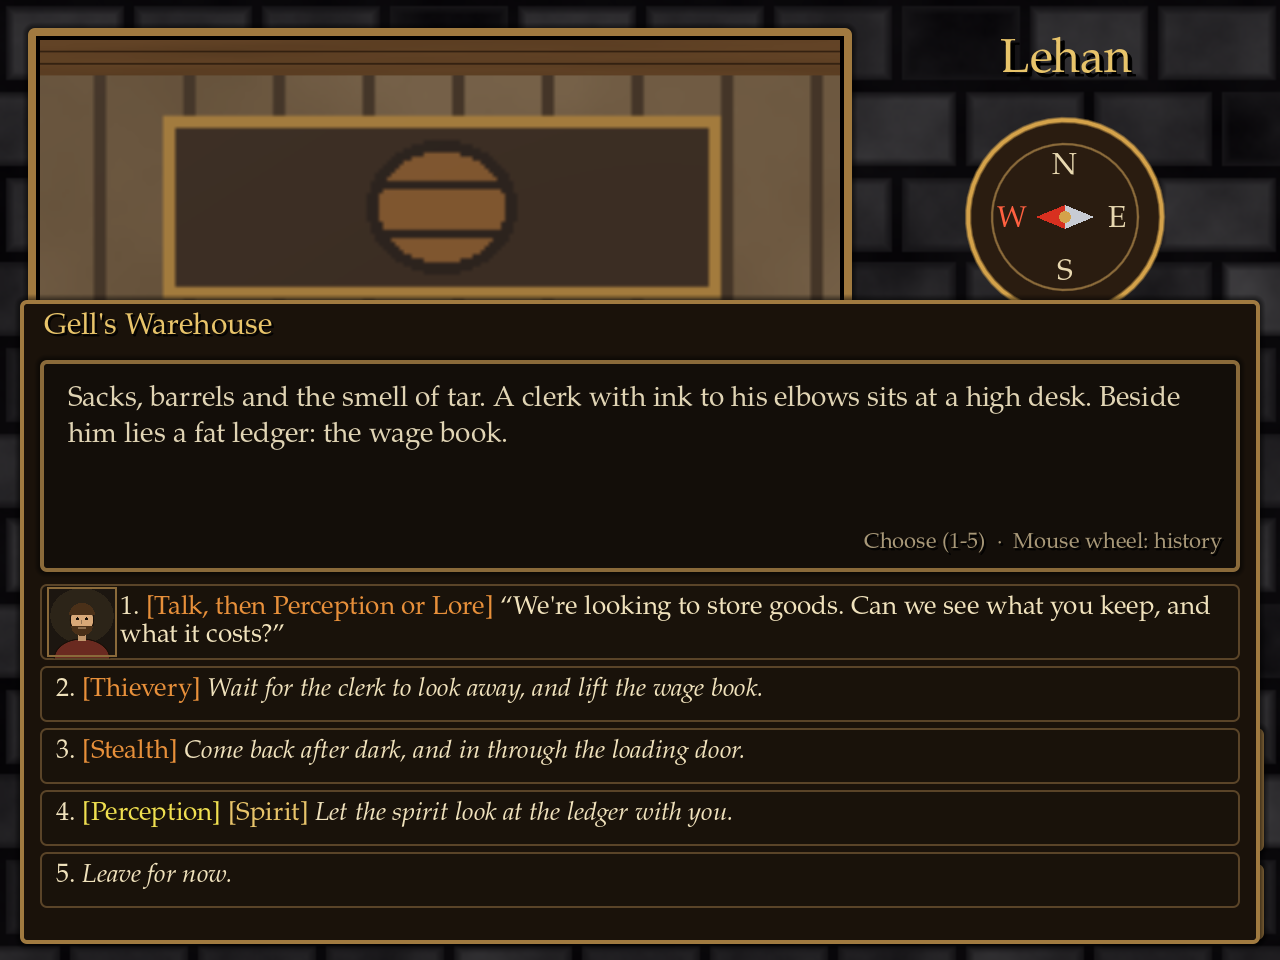 Lehan
N
W E
S
Gell's Warehouse
Sacks, barrels and the smell of tar. A clerk with ink to his elbows sits at a high desk. Beside
him lies a fat ledger: the wage book.
Choose (1-5) · Mouse wheel: history
1. [Talk, then Perception or Lore] “We're looking to store goods. Can we see what you keep, and
what it costs?”
2. [Thievery] Wait for the clerk to look away, and lift the wage book.
3. [Stealth] Come back after dark, and in through the loading door.
4. [Perception] [Spirit] Let the spirit look at the ledger with you.
5. Leave for now.